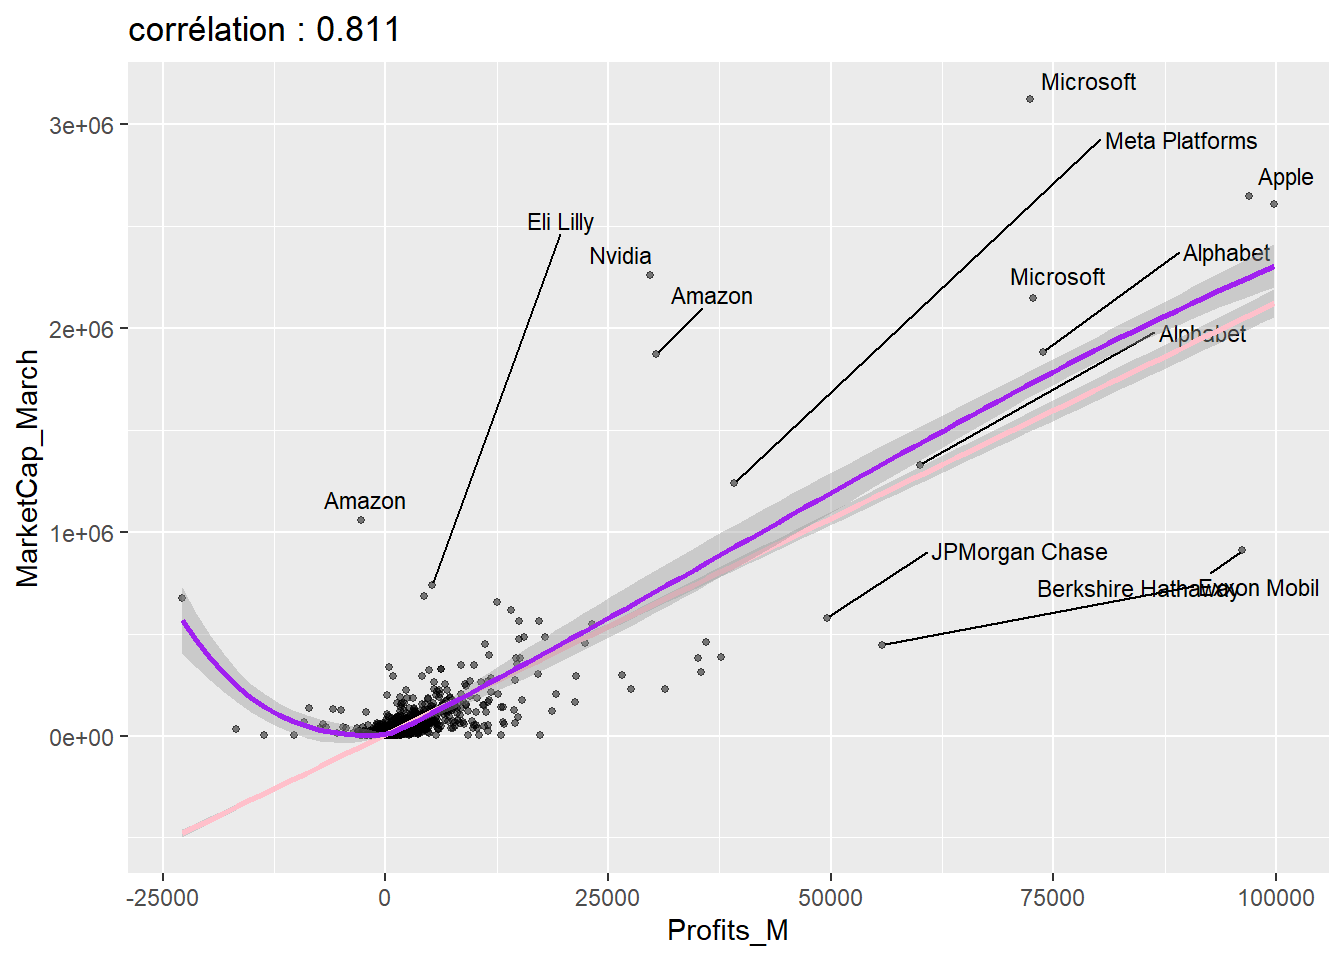 corrélation : 0.811
Microsoft
3e+06
Meta Platforms
Apple
Eli Lilly
Nvidia
Alphabet
Microsoft
Amazon
2e+06
Alphabet
MarketCap_March
Amazon
1e+06
JPMorgan Chase
Berkshire Hathaway
Exxon Mobil
0e+00
-25000
0
25000
50000
75000
100000
Profits_M